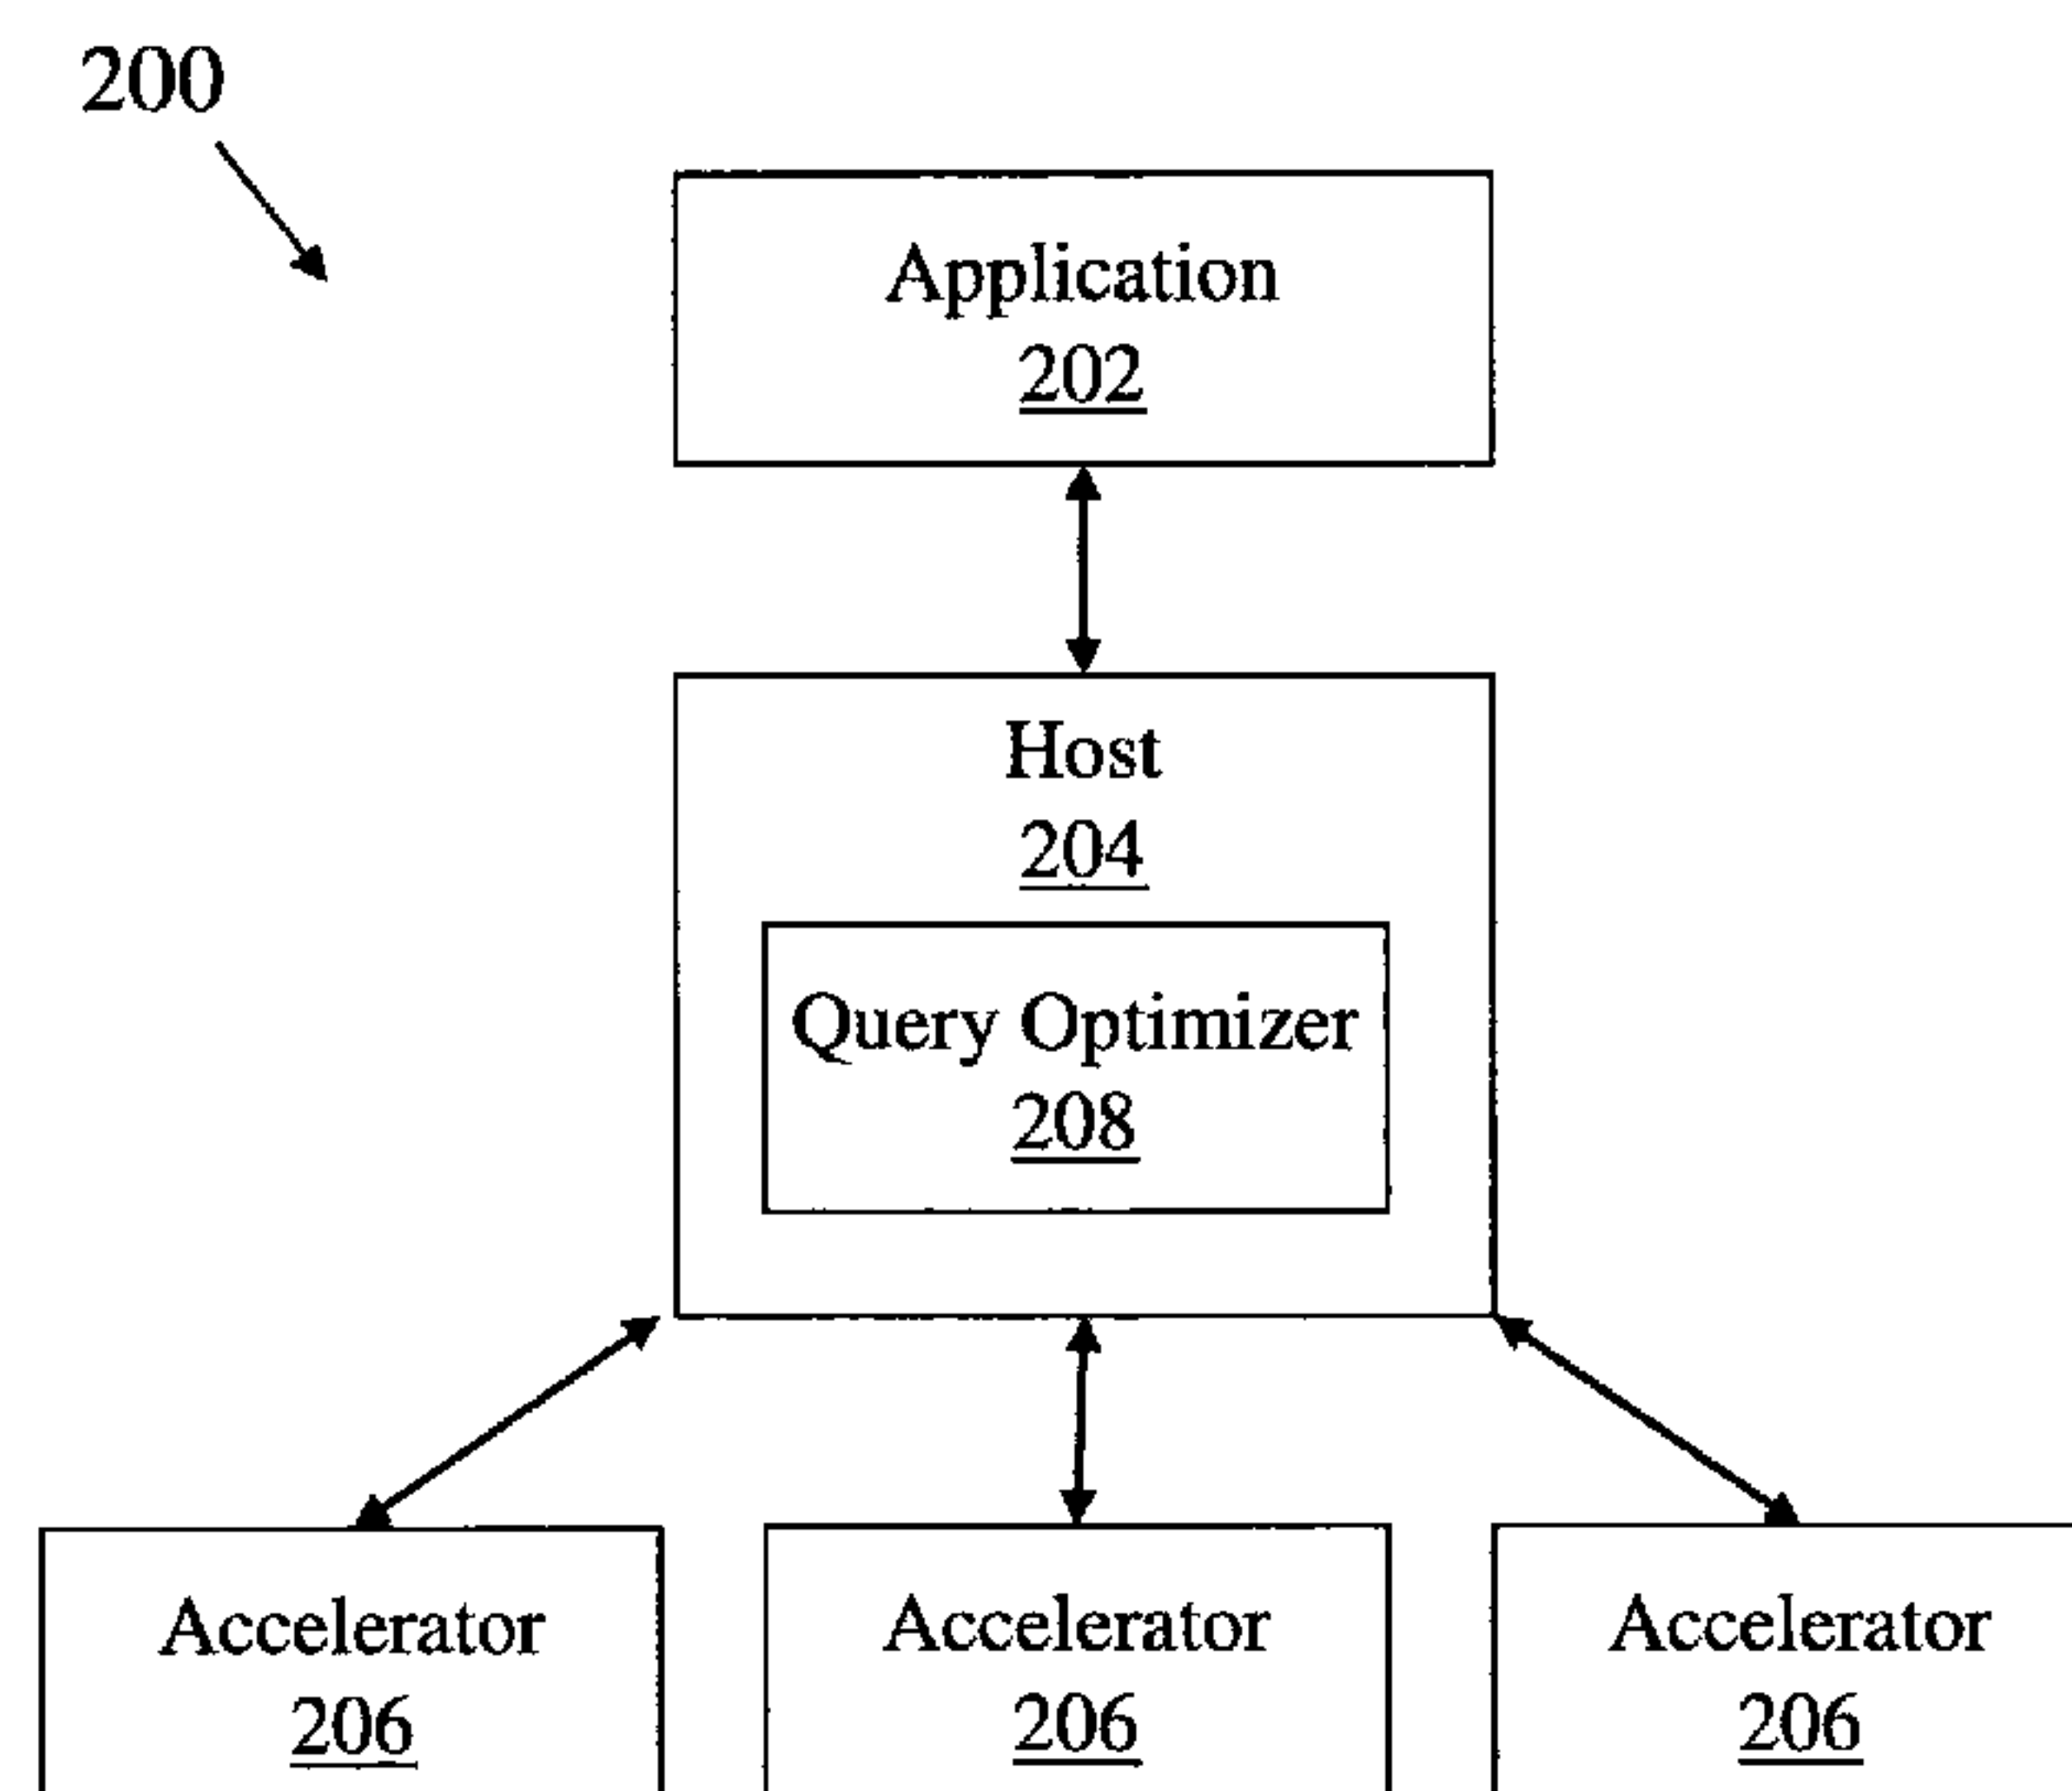 200
Application
202
Host
204
Query Optimizer
208
Accelerator
206
Accelerator
206
Accelerator
206